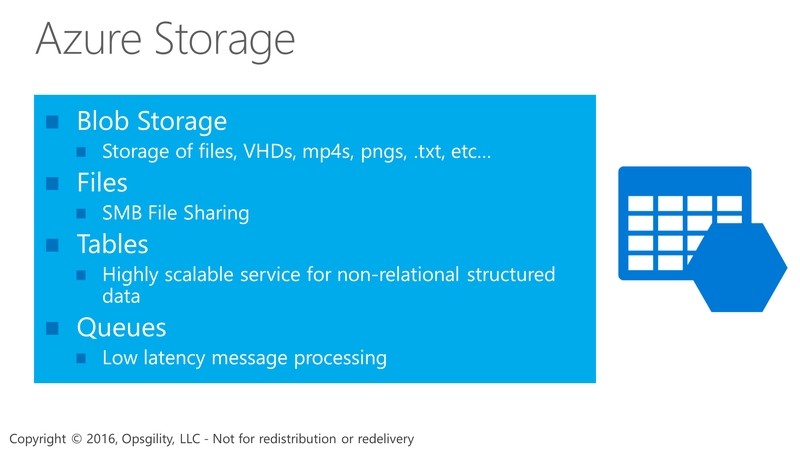 Azure Storage
Blob Storage
Storage of files, VHDs, mp4s, pngs, .txt, etc...
Files
SMB File Sharing
Tables
Highly scalable service for non-relational structured
data
Queues
Low latency message processing
Copyright © 2016, Opsgility, LLC - Not for redistribution or redelivery